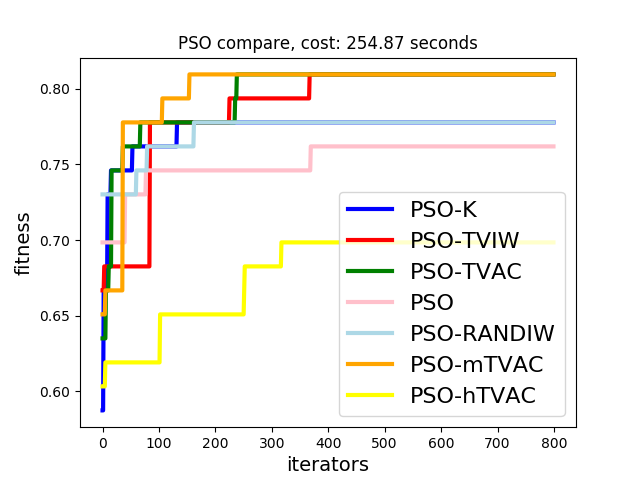 PSO compare, cost: 254.87 seconds
0.80
0.75
0.70
0.65
0.60
fitness
PSO-K
PSO-TVIW
PSO-TVAC
PSO
PSO-RANDIW
PSO-mTVAC
PSO-hTVAC
0 100 200 300 400 500 600 700 800
iterators